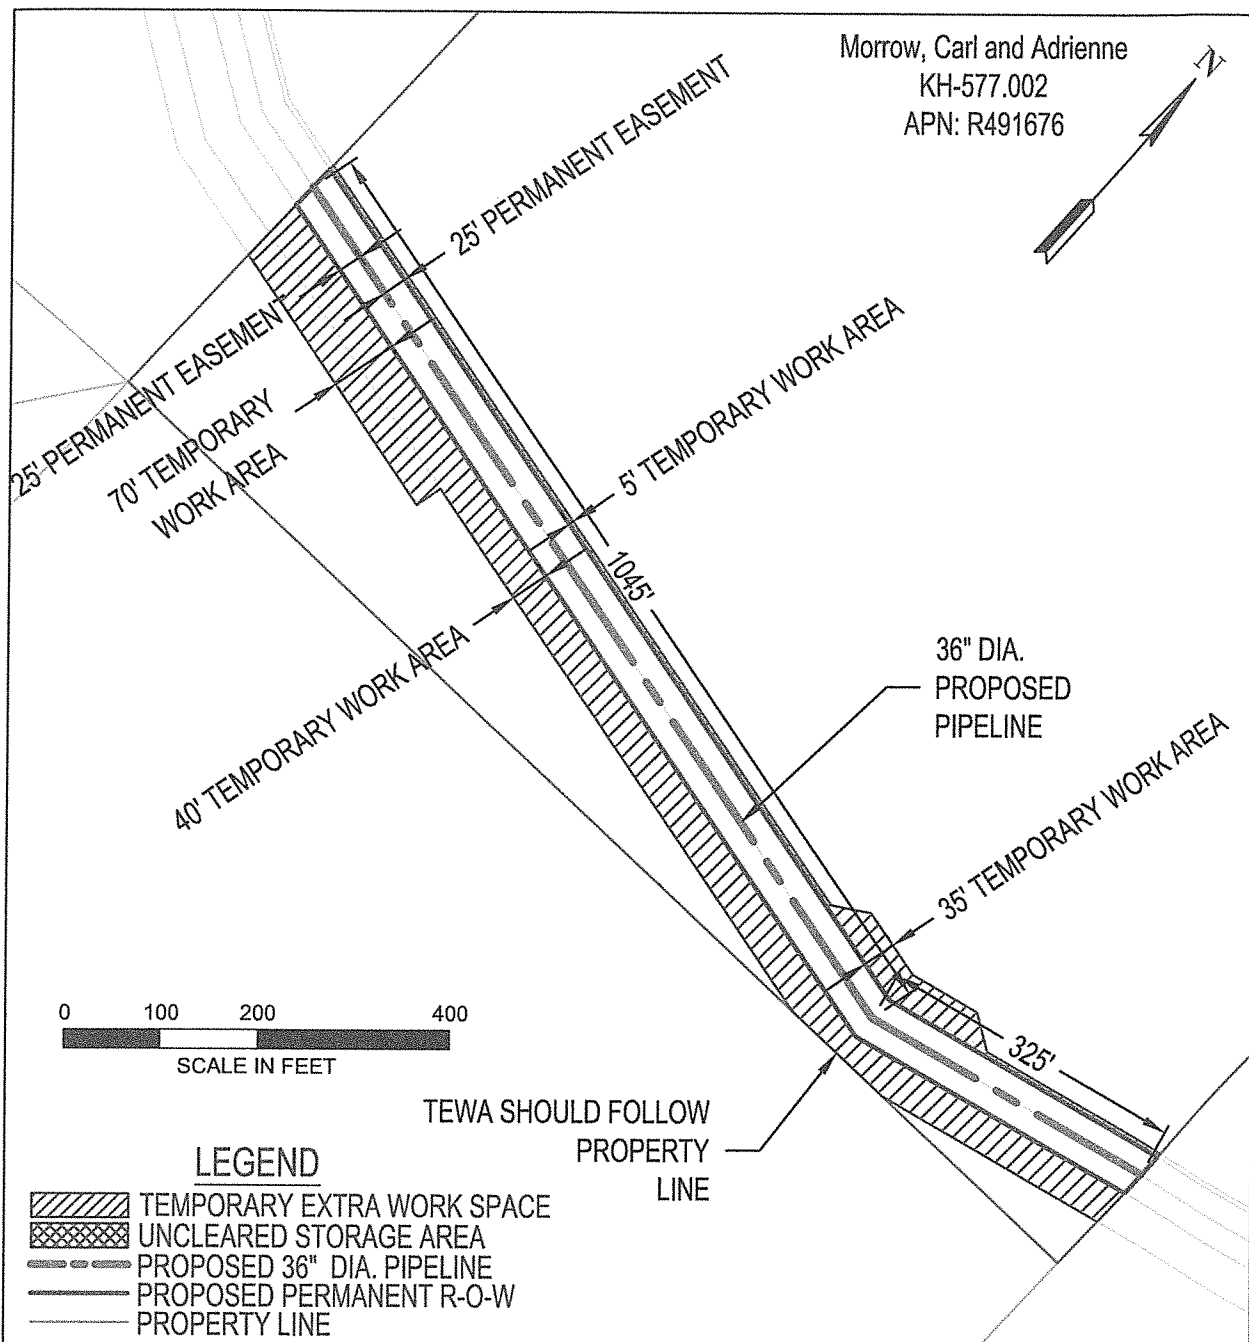 Morrow, Carl and Adrienne
KH-577.002
APN: R491676
N
25' PERMANENT EASEMENT
25' PERMANENT EASEMENT
70' TEMPORARY
WORK AREA
5' TEMPORARY WORK AREA
1045'
40' TEMPORARY WORK AREA
36" DIA.
PROPOSED
PIPELINE
35' TEMPORARY WORK AREA
325'
0 100 200 400
SCALE IN FEET
TEWA SHOULD FOLLOW
PROPERTY
LINE
LEGEND
TEMPORARY EXTRA WORK SPACE
UNCLEARED STORAGE AREA
PROPOSED 36" DIA. PIPELINE
PROPOSED PERMANENT R-O-W
PROPERTY LINE